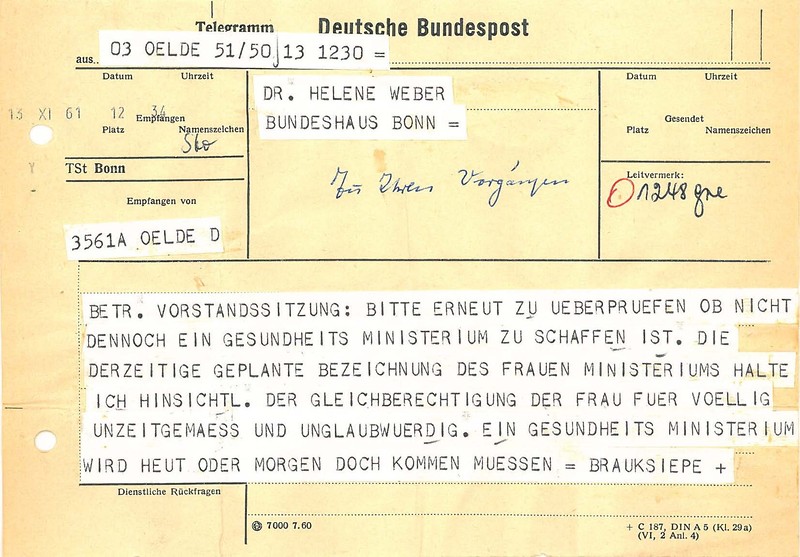 Telegramm Deutsche Bundespost
aus.. 03 OELDE 51/50 13 1230 =
Datum Uhrzeit
13 XI 61 12 34
Empfangen
Platz Namenszeichen
Sto
TSt Bonn
Empfangen von
3561A OELDE D
DR. HELENE WEBER
BUNDESHAUS BONN =
Zu Ihren Vorgängen
Datum Uhrzeit
Gesendet
Platz Namenszeichen
Leitvermerk:
1248 gre
BETR. VORSTANDSSITZUNG: BITTE ERNEUT ZU UEBERPRUEFEN OB NICHT
DENNOCH EIN GESUNDHEITS MINISTERIUM ZU SCHAFFEN IST. DIE
DERZEITIGE GEPLANTE BEZEICHNUNG DES FRAUEN MINISTERIUMS HALTE
ICH HINSICHTL. DER GLEICHBERECHTIGUNG DER FRAU FUER VOELLIG
UNZEITGEMAESS UND UNGLAUBWUERDIG. EIN GESUNDHEITS MINISTERIUM
WIRD HEUT ODER MORGEN DOCH KOMMEN MUESSEN = BRAUKSIEPE +
Dienstliche Rückfragen
7000 7.60
+ C 187, DIN A 5 (Kl. 29a)
(VI, 2 Anl. 4)